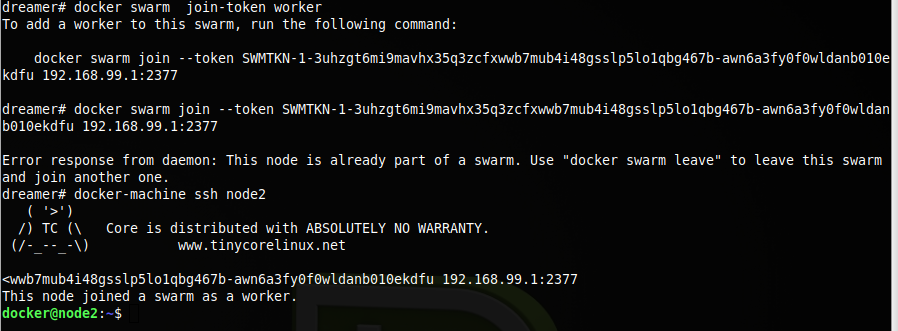 dreamer# docker swarm  join-token worker
To add a worker to this swarm, run the following command:
    docker swarm join --token SWMTKN-1-3uhzgt6mi9mavhx35q3zcfxwwb7mub4i48gsslp5lo1qbg467b-awn6a3fy0f0wldanb010e
kdfu 192.168.99.1:2377
dreamer# docker swarm join --token SWMTKN-1-3uhzgt6mi9mavhx35q3zcfxwwb7mub4i48gsslp5lo1qbg467b-awn6a3fy0f0wldan
b010ekdfu 192.168.99.1:2377
Error response from daemon: This node is already part of a swarm. Use "docker swarm leave" to leave this swarm
and join another one.
dreamer# docker-machine ssh node2
   ( '>')
  /) TC (\   Core is distributed with ABSOLUTELY NO WARRANTY.
 (/-_--_-\)           www.tinycorelinux.net
<wwb7mub4i48gsslp5lo1qbg467b-awn6a3fy0f0wldanb010ekdfu 192.168.99.1:2377
This node joined a swarm as a worker.
docker@node2:~$